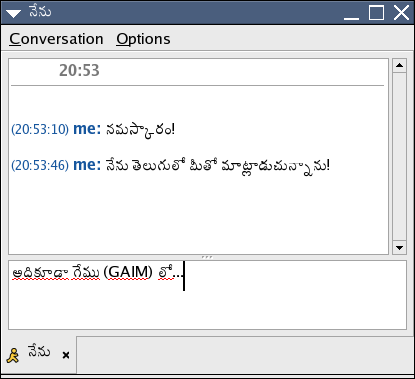 నేను
Conversation Options
20:53
(20:53:10) me: నమస్కారం!
(20:53:46) me: నేను తెలుగులో మీతో మాట్లాడుచున్నాను!
అదికూడా గేము (GAIM) లో...
నేను